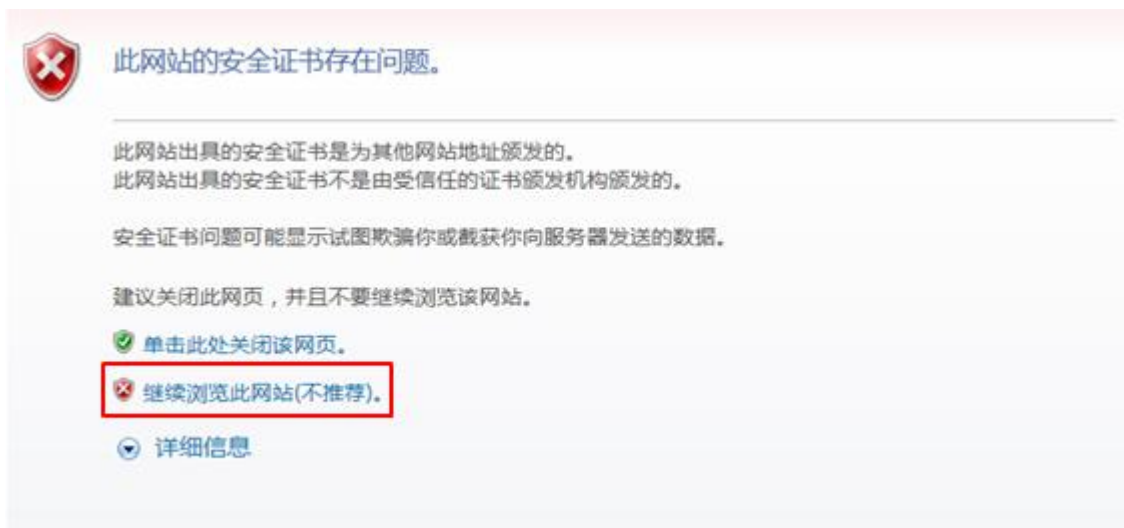 此网站的安全证书存在问题。
此网站出具的安全证书是为其他网站地址颁发的。
此网站出具的安全证书不是由受信任的证书颁发机构颁发的。
安全证书问题可能显示试图欺骗你或截获你向服务器发送的数据。
建议关闭此网页，并且不要继续浏览该网站。
单击此处关闭该网页。
继续浏览此网站(不推荐)。
详细信息